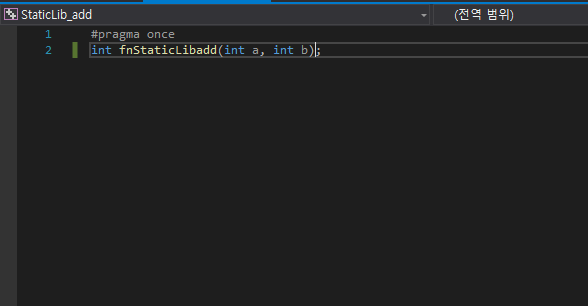 StaticLib_add
(전역 범위)
1 #pragma once
2 int fnStaticLibadd(int a, int b);